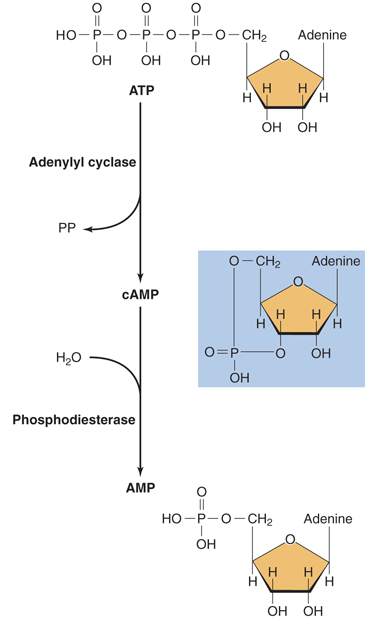 O O O
HO–P–O–P–O–P–O–CH₂ Adenine
OH OH OH O
H H H H
OH OH
ATP
Adenylyl cyclase
PP
cAMP
O–CH₂ Adenine
O
H H H H
O=P–O OH
OH
H₂O
Phosphodiesterase
AMP
O
HO–P–O–CH₂ Adenine
OH O
H H H H
OH OH